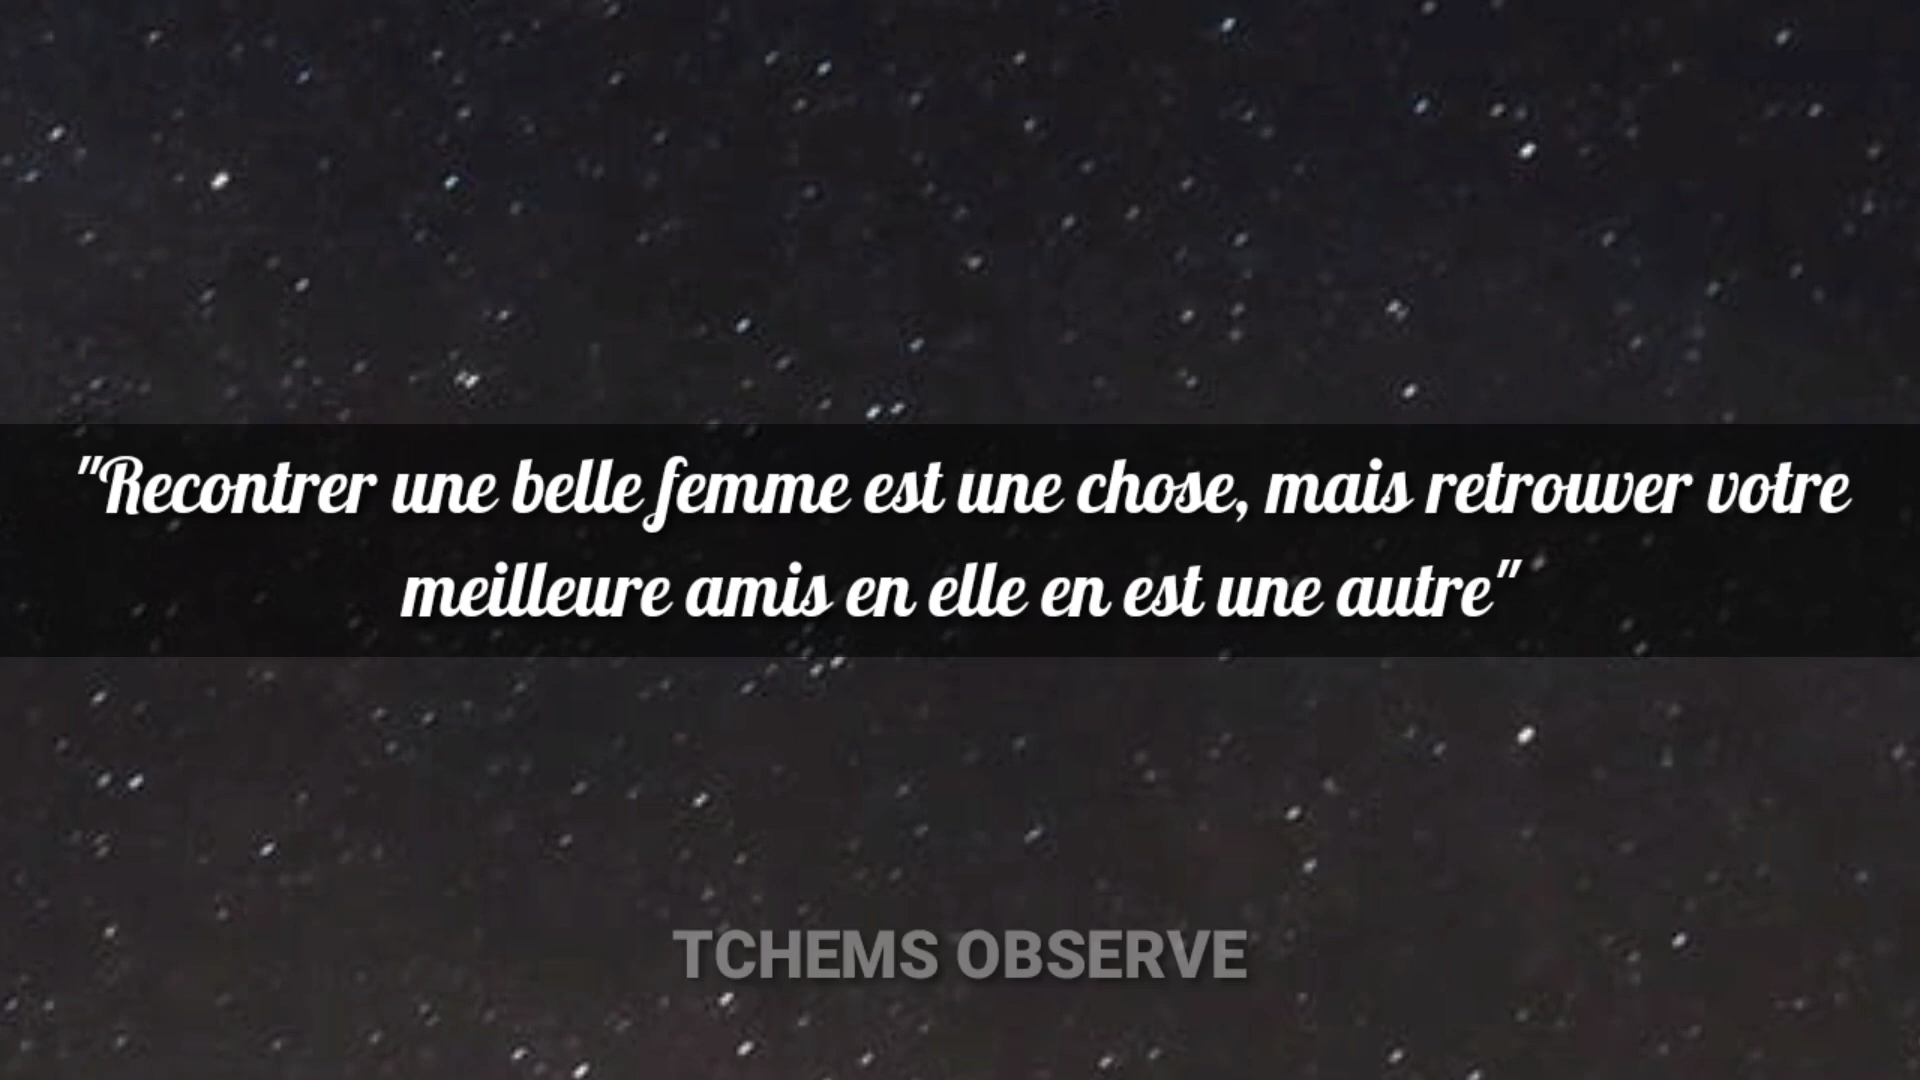 "Recontrer une belle femme est une chose, mais retrouver votre
meilleure amis en elle en est une autre"
TCHEMS OBSERVE